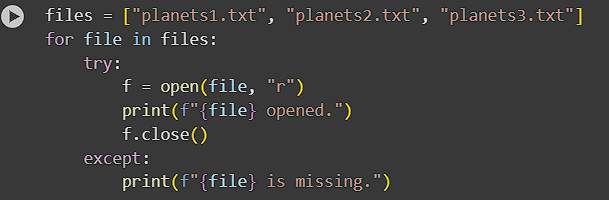 files = ["planets1.txt", "planets2.txt", "planets3.txt"]
for file in files:
    try:
        f = open(file, "r")
        print(f"{file} opened.")
        f.close()
    except:
        print(f"{file} is missing.")